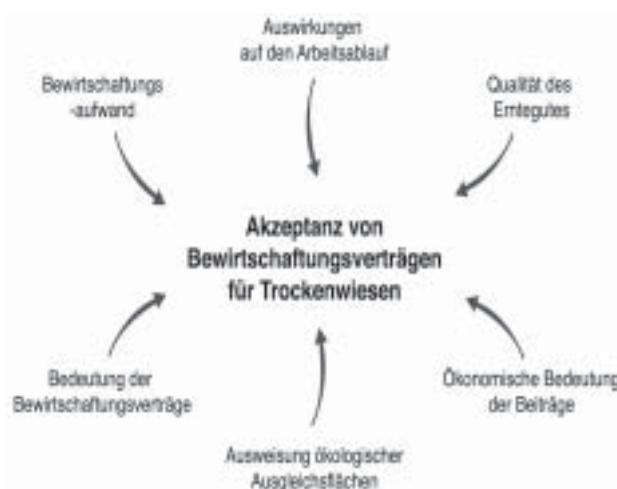 Auswirkungen
auf den Arbeitsablauf
Bewirtschaftungs
-aufwand
Qualität des
Erntegutes
Akzeptanz von
Bewirtschaftungsverträgen
für Trockenwiesen
Bedeutung der
Bewirtschaftungsverträge
Ökonomische Bedeutung
der Beiträge
Ausweisung ökologischer
Ausgleichsflächen